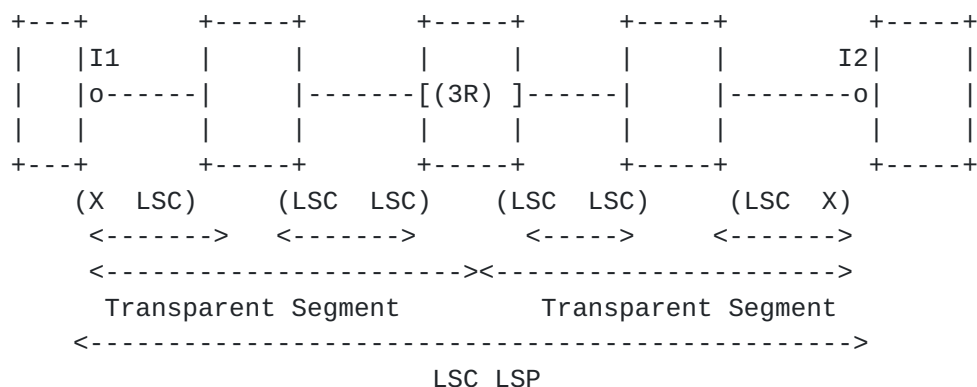 +---+       +-----+       +-----+      +-----+         +-----+
|   |I1     |     |       |     |      |     |       I2|     |
|   |o------|     |-------[(3R) ]------|     |--------o|     |
|   |       |     |       |     |      |     |         |     |
+---+       +-----+       +-----+      +-----+         +-----+
    (X  LSC)     (LSC  LSC)    (LSC  LSC)     (LSC  X)
     <------->   <------->       <----->     <------->
     <-----------------------><---------------------->
      Transparent Segment         Transparent Segment
    <------------------------------------------------->
                           LSC LSP